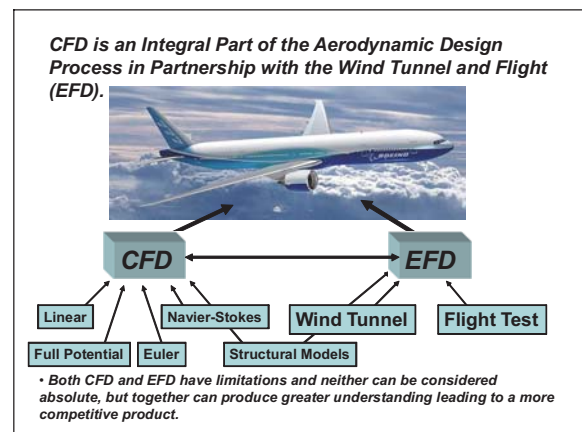 CFD is an Integral Part of the Aerodynamic Design
Process in Partnership with the Wind Tunnel and Flight
(EFD).
BOEING
CFD
EFD
Linear
Navier-Stokes
Wind Tunnel
Flight Test
Full Potential
Euler
Structural Models
• Both CFD and EFD have limitations and neither can be considered
absolute, but together can produce greater understanding leading to a more
competitive product.